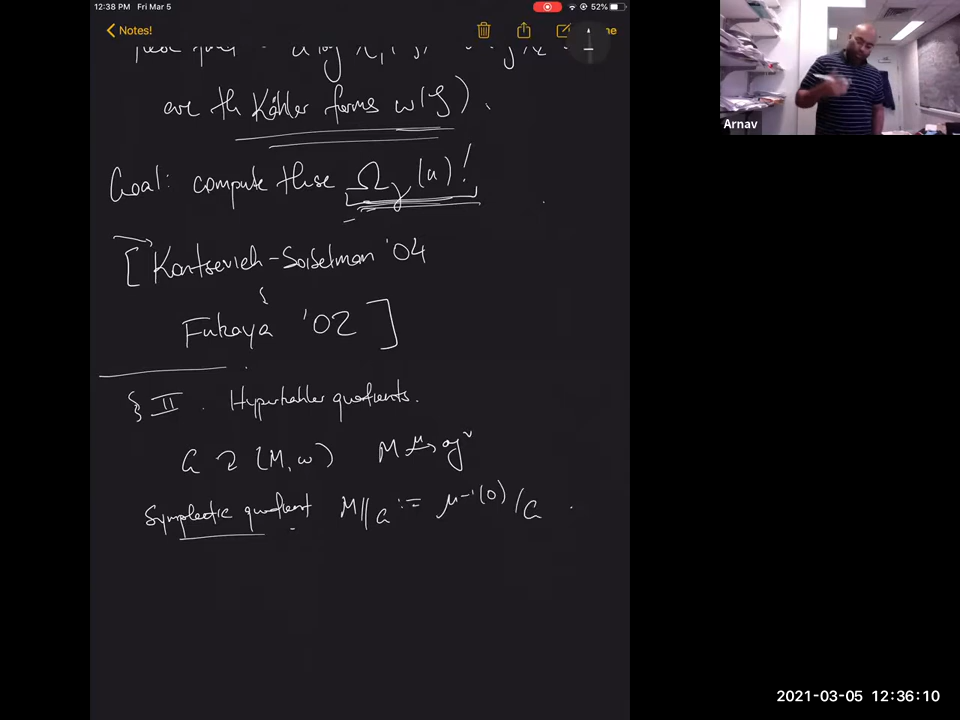 12:38 PM Fri Mar 5
52%
Notes!
are th Kähler forms ω(ζ).
Goal: compute these Ω_γ(u)!
[Kontsevich-Soibelman '04
Fukaya '02]
§ II. Hyperkahler quotients.
G ↻ (M, ω) M →^μ 𝔤^∨
Symplectic quotient M//G := μ^{-1}(0)/G
Arnav
2021-03-05 12:36:10